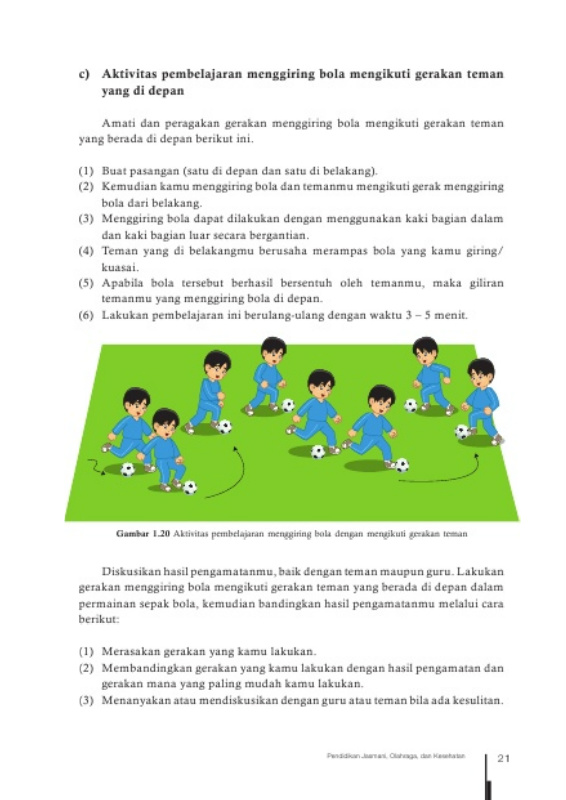 c) Aktivitas pembelajaran menggiring bola mengikuti gerakan teman
yang di depan
Amati dan peragakan gerakan menggiring bola mengikuti gerakan teman
yang berada di depan berikut ini.
(1) Buat pasangan (satu di depan dan satu di belakang).
(2) Kemudian kamu menggiring bola dan temanmu mengikuti gerak menggiring
bola dari belakang.
(3) Menggiring bola dapat dilakukan dengan menggunakan kaki bagian dalam
dan kaki bagian luar secara bergantian.
(4) Teman yang di belakangmu berusaha merampas bola yang kamu giring/
kuasai.
(5) Apabila bola tersebut berhasil bersentuh oleh temanmu, maka giliran
temanmu yang menggiring bola di depan.
(6) Lakukan pembelajaran ini berulang-ulang dengan waktu 3 – 5 menit.
Gambar 1.20 Aktivitas pembelajaran menggiring bola dengan mengikuti gerakan teman
Diskusikan hasil pengamatanmu, baik dengan teman maupun guru. Lakukan
gerakan menggiring bola mengikuti gerakan teman yang berada di depan dalam
permainan sepak bola, kemudian bandingkan hasil pengamatanmu melalui cara
berikut:
(1) Merasakan gerakan yang kamu lakukan.
(2) Membandingkan gerakan yang kamu lakukan dengan hasil pengamatan dan
gerakan mana yang paling mudah kamu lakukan.
(3) Menanyakan atau mendiskusikan dengan guru atau teman bila ada kesulitan.
Pendidikan Jasmani, Olahraga, dan Kesehatan
21